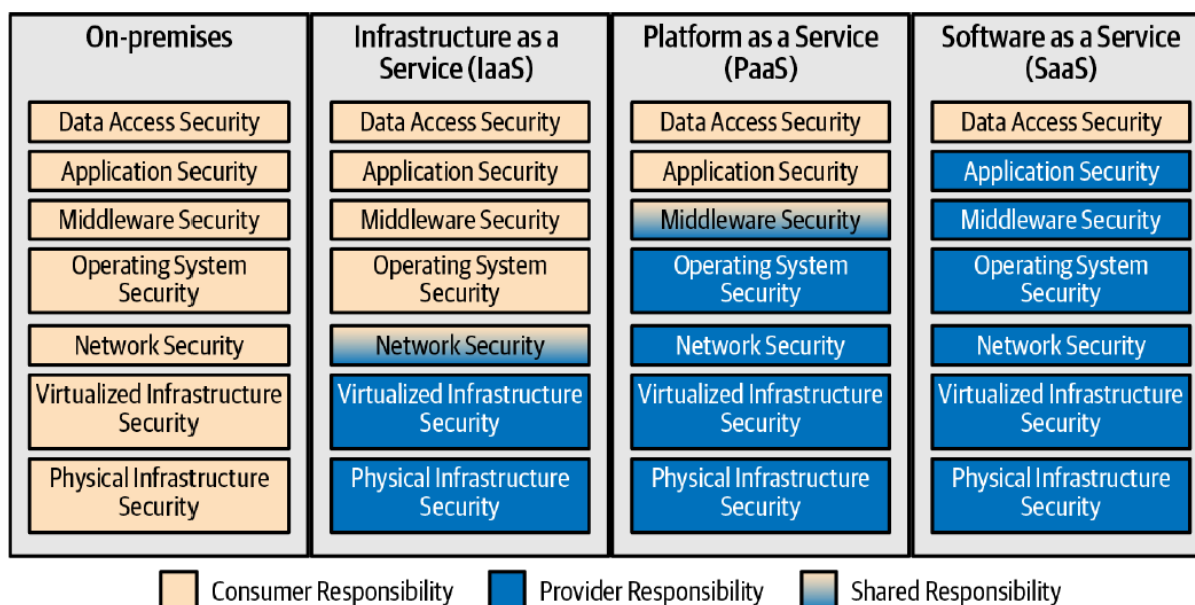 On-premises
Data Access Security
Application Security
Middleware Security
Operating System
Security
Network Security
Virtualized Infrastructure
Security
Physical Infrastructure
Security
Infrastructure as a
Service (IaaS)
Data Access Security
Application Security
Middleware Security
Operating System
Security
Network Security
Virtualized Infrastructure
Security
Physical Infrastructure
Security
Platform as a Service
(PaaS)
Data Access Security
Application Security
Middleware Security
Operating System
Security
Network Security
Virtualized Infrastructure
Security
Physical Infrastructure
Security
Software as a Service
(SaaS)
Data Access Security
Application Security
Middleware Security
Operating System
Security
Network Security
Virtualized Infrastructure
Security
Physical Infrastructure
Security
Consumer Responsibility
Provider Responsibility
Shared Responsibility